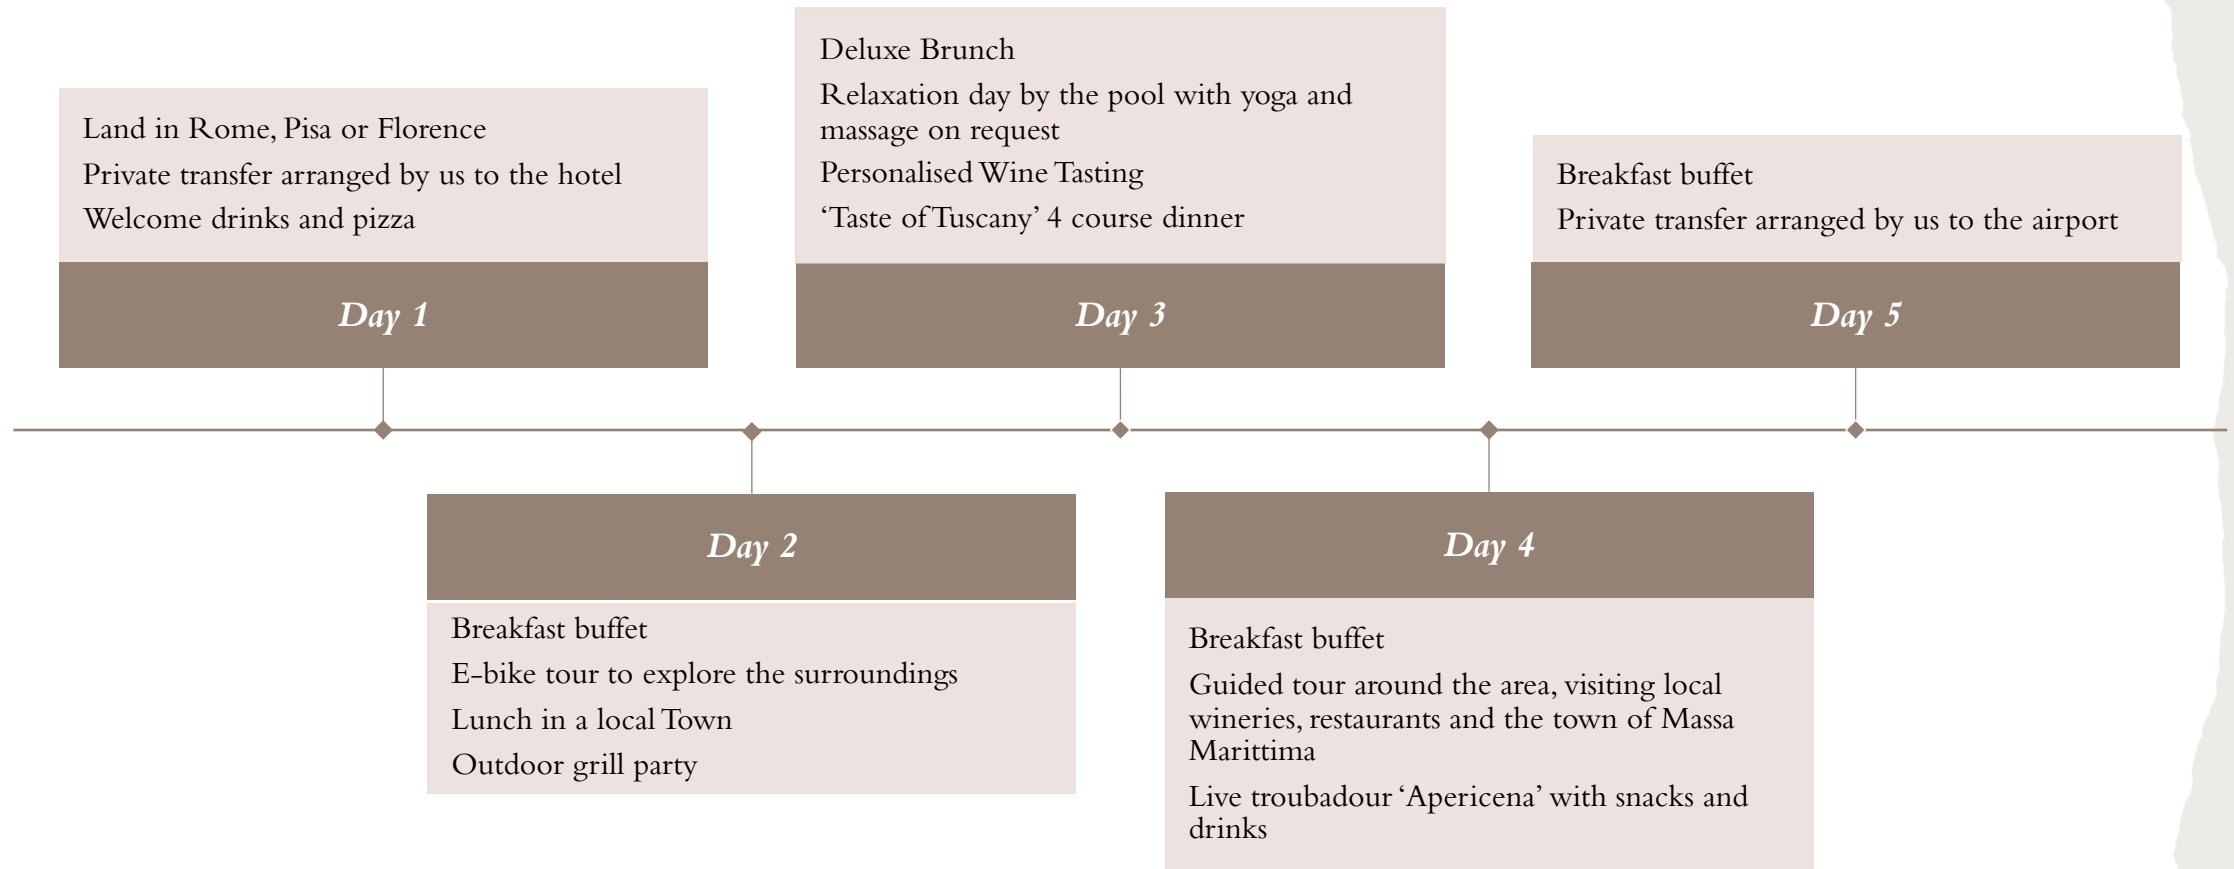 Land in Rome, Pisa or Florence
Private transfer arranged by us to the hotel
Welcome drinks and pizza
Day 1
Breakfast buffet
E-bike tour to explore the surroundings
Lunch in a local Town
Outdoor grill party
Day 2
Deluxe Brunch
Relaxation day by the pool with yoga and
massage on request
Personalised Wine Tasting
‘Taste of Tuscany’ 4 course dinner
Day 3
Day 4
Breakfast buffet
Guided tour around the area, visiting local
wineries, restaurants and the town of Massa
Marittima
Live troubadour ‘Apericena’ with snacks and
drinks
Breakfast buffet
Private transfer arranged by us to the airport
Day 5